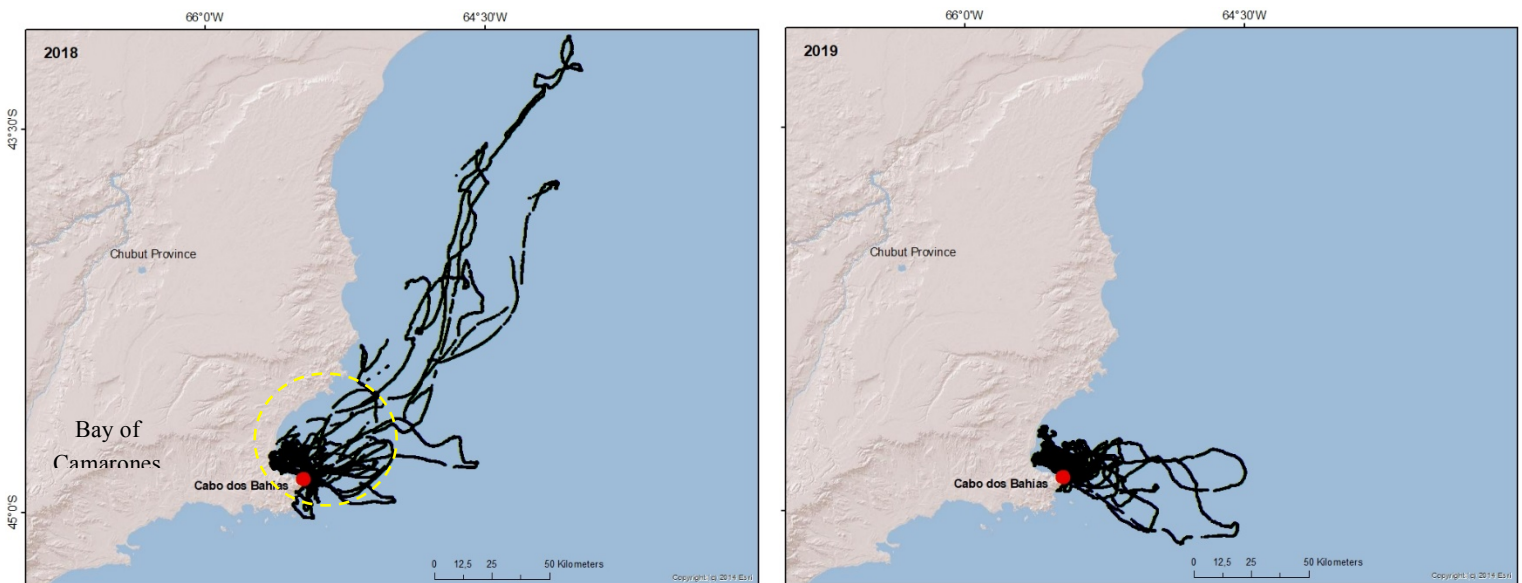 66°0'W 64°30'W
2018
43°30'S
Chubut Province
Bay of
Camarones
Cabo dos Bahias
45°0'S
0 12,5 25 50 Kilometers
Copyright: (c) 2014 Esri
66°0'W 64°30'W
2019
Chubut Province
Cabo dos Bahias
0 12,5 25 50 Kilometers
Copyright: (c) 2014 Esri